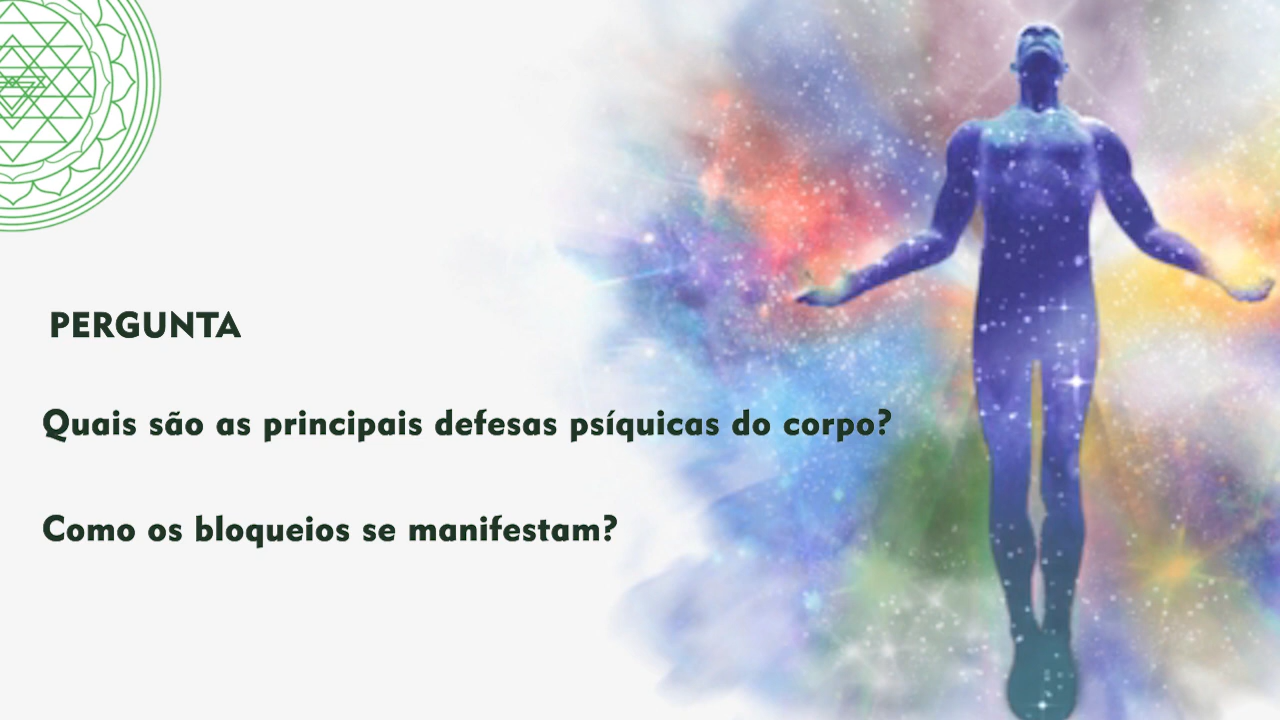 PERGUNTA
Quais são as principais defesas psíquicas do corpo?
Como os bloqueios se manifestam?